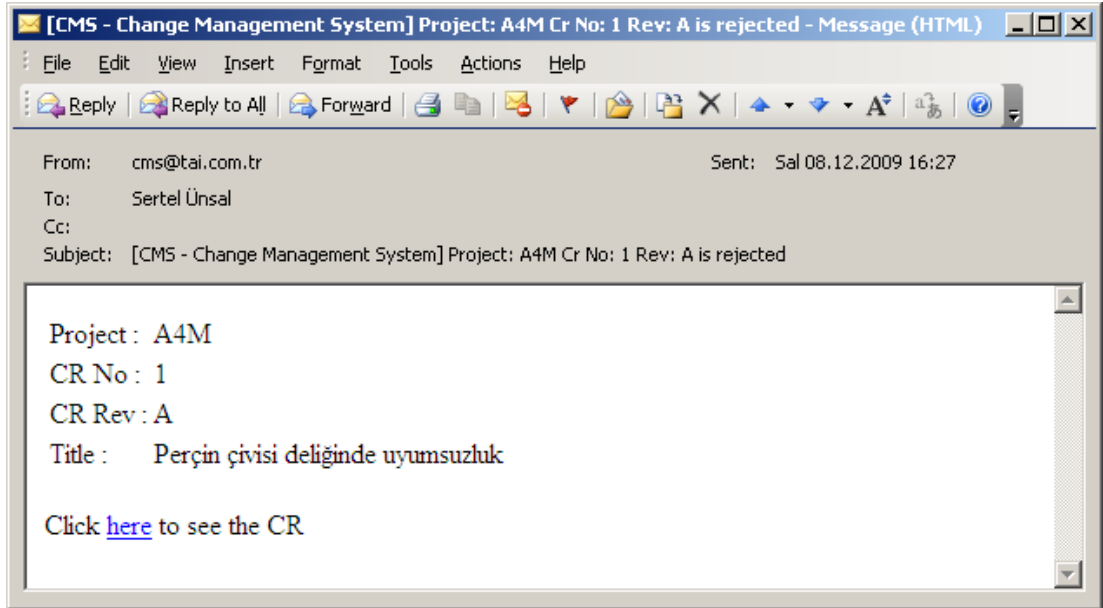 [CMS - Change Management System] Project: A4M Cr No: 1 Rev: A is rejected - Message (HTML)
File Edit View Insert Format Tools Actions Help
Reply Reply to All Forward
From: cms@tai.com.tr Sent: Sal 08.12.2009 16:27
To: Sertel Ünsal
Cc:
Subject: [CMS - Change Management System] Project: A4M Cr No: 1 Rev: A is rejected
Project : A4M
CR No : 1
CR Rev : A
Title : Perçin çivisi deliğinde uyumsuzluk
Click here to see the CR